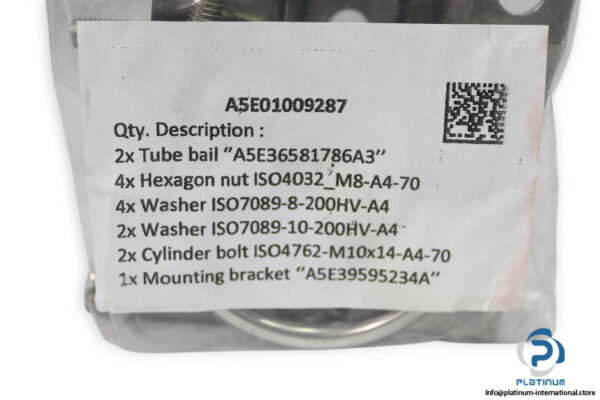 A5E01009287
Qty. Description :
2x Tube bail “A5E36581786A3”
4x Hexagon nut ISO4032_M8-A4-70
4x Washer ISO7089-8-200HV-A4
2x Washer ISO7089-10-200HV-A4
2x Cylinder bolt ISO4762-M10x14-A4-70
1x Mounting bracket “A5E39595234A”
PLATINUM
Info@platinum-international.store